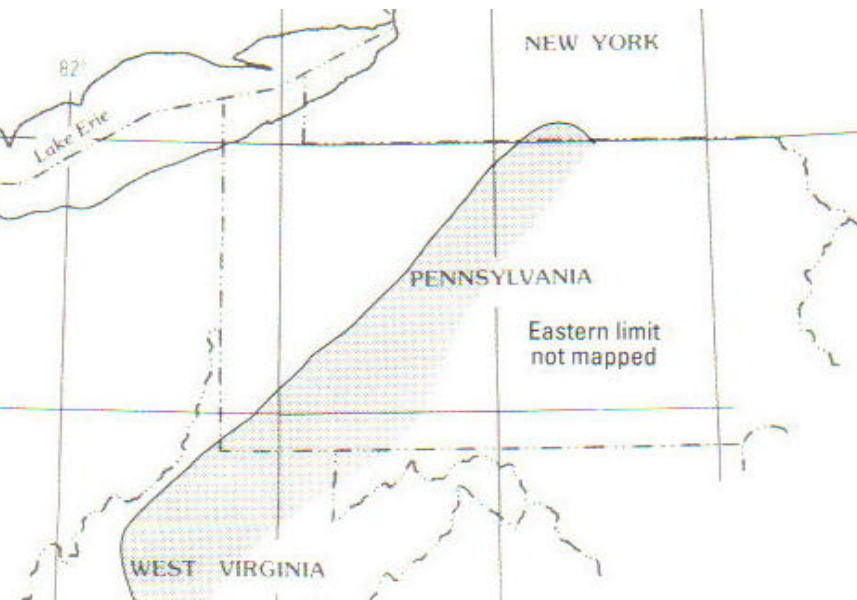 NEW YORK
82°
Lake Erie
PENNSYLVANIA
Eastern limit
not mapped
WEST VIRGINIA